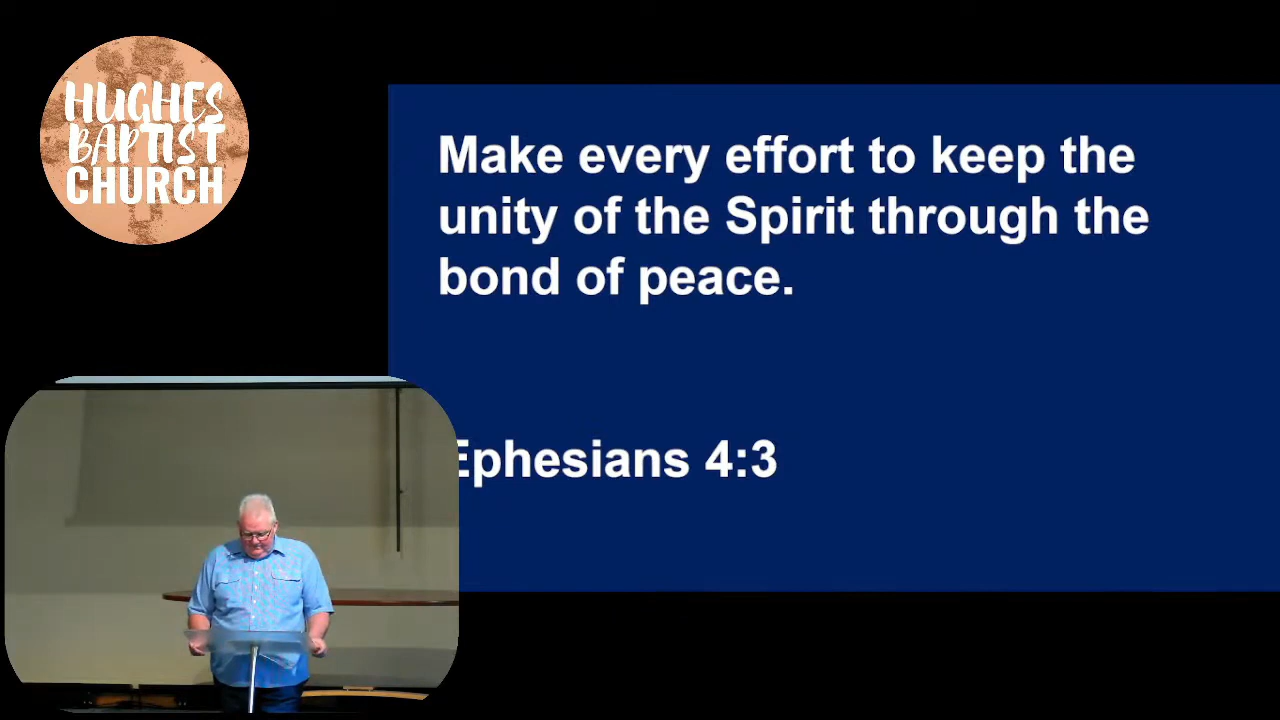 HUGHES
BAPTIST
CHURCH
Make every effort to keep the
unity of the Spirit through the
bond of peace.
Ephesians 4:3